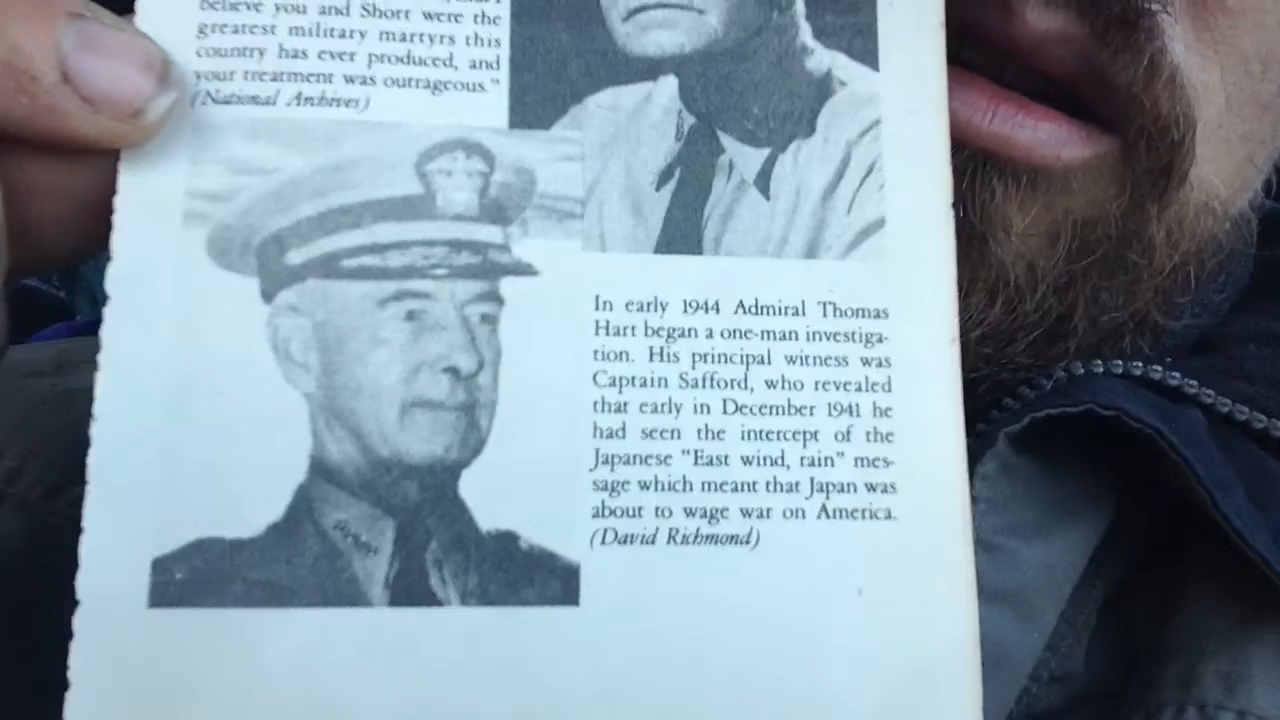 believe you and Short were the
greatest military martyrs this
country has ever produced, and
your treatment was outrageous."
(National Archives)
In early 1944 Admiral Thomas
Hart began a one-man investiga-
tion. His principal witness was
Captain Safford, who revealed
that early in December 1941 he
had seen the intercept of the
Japanese "East wind, rain" mes-
sage which meant that Japan was
about to wage war on America.
(David Richmond)